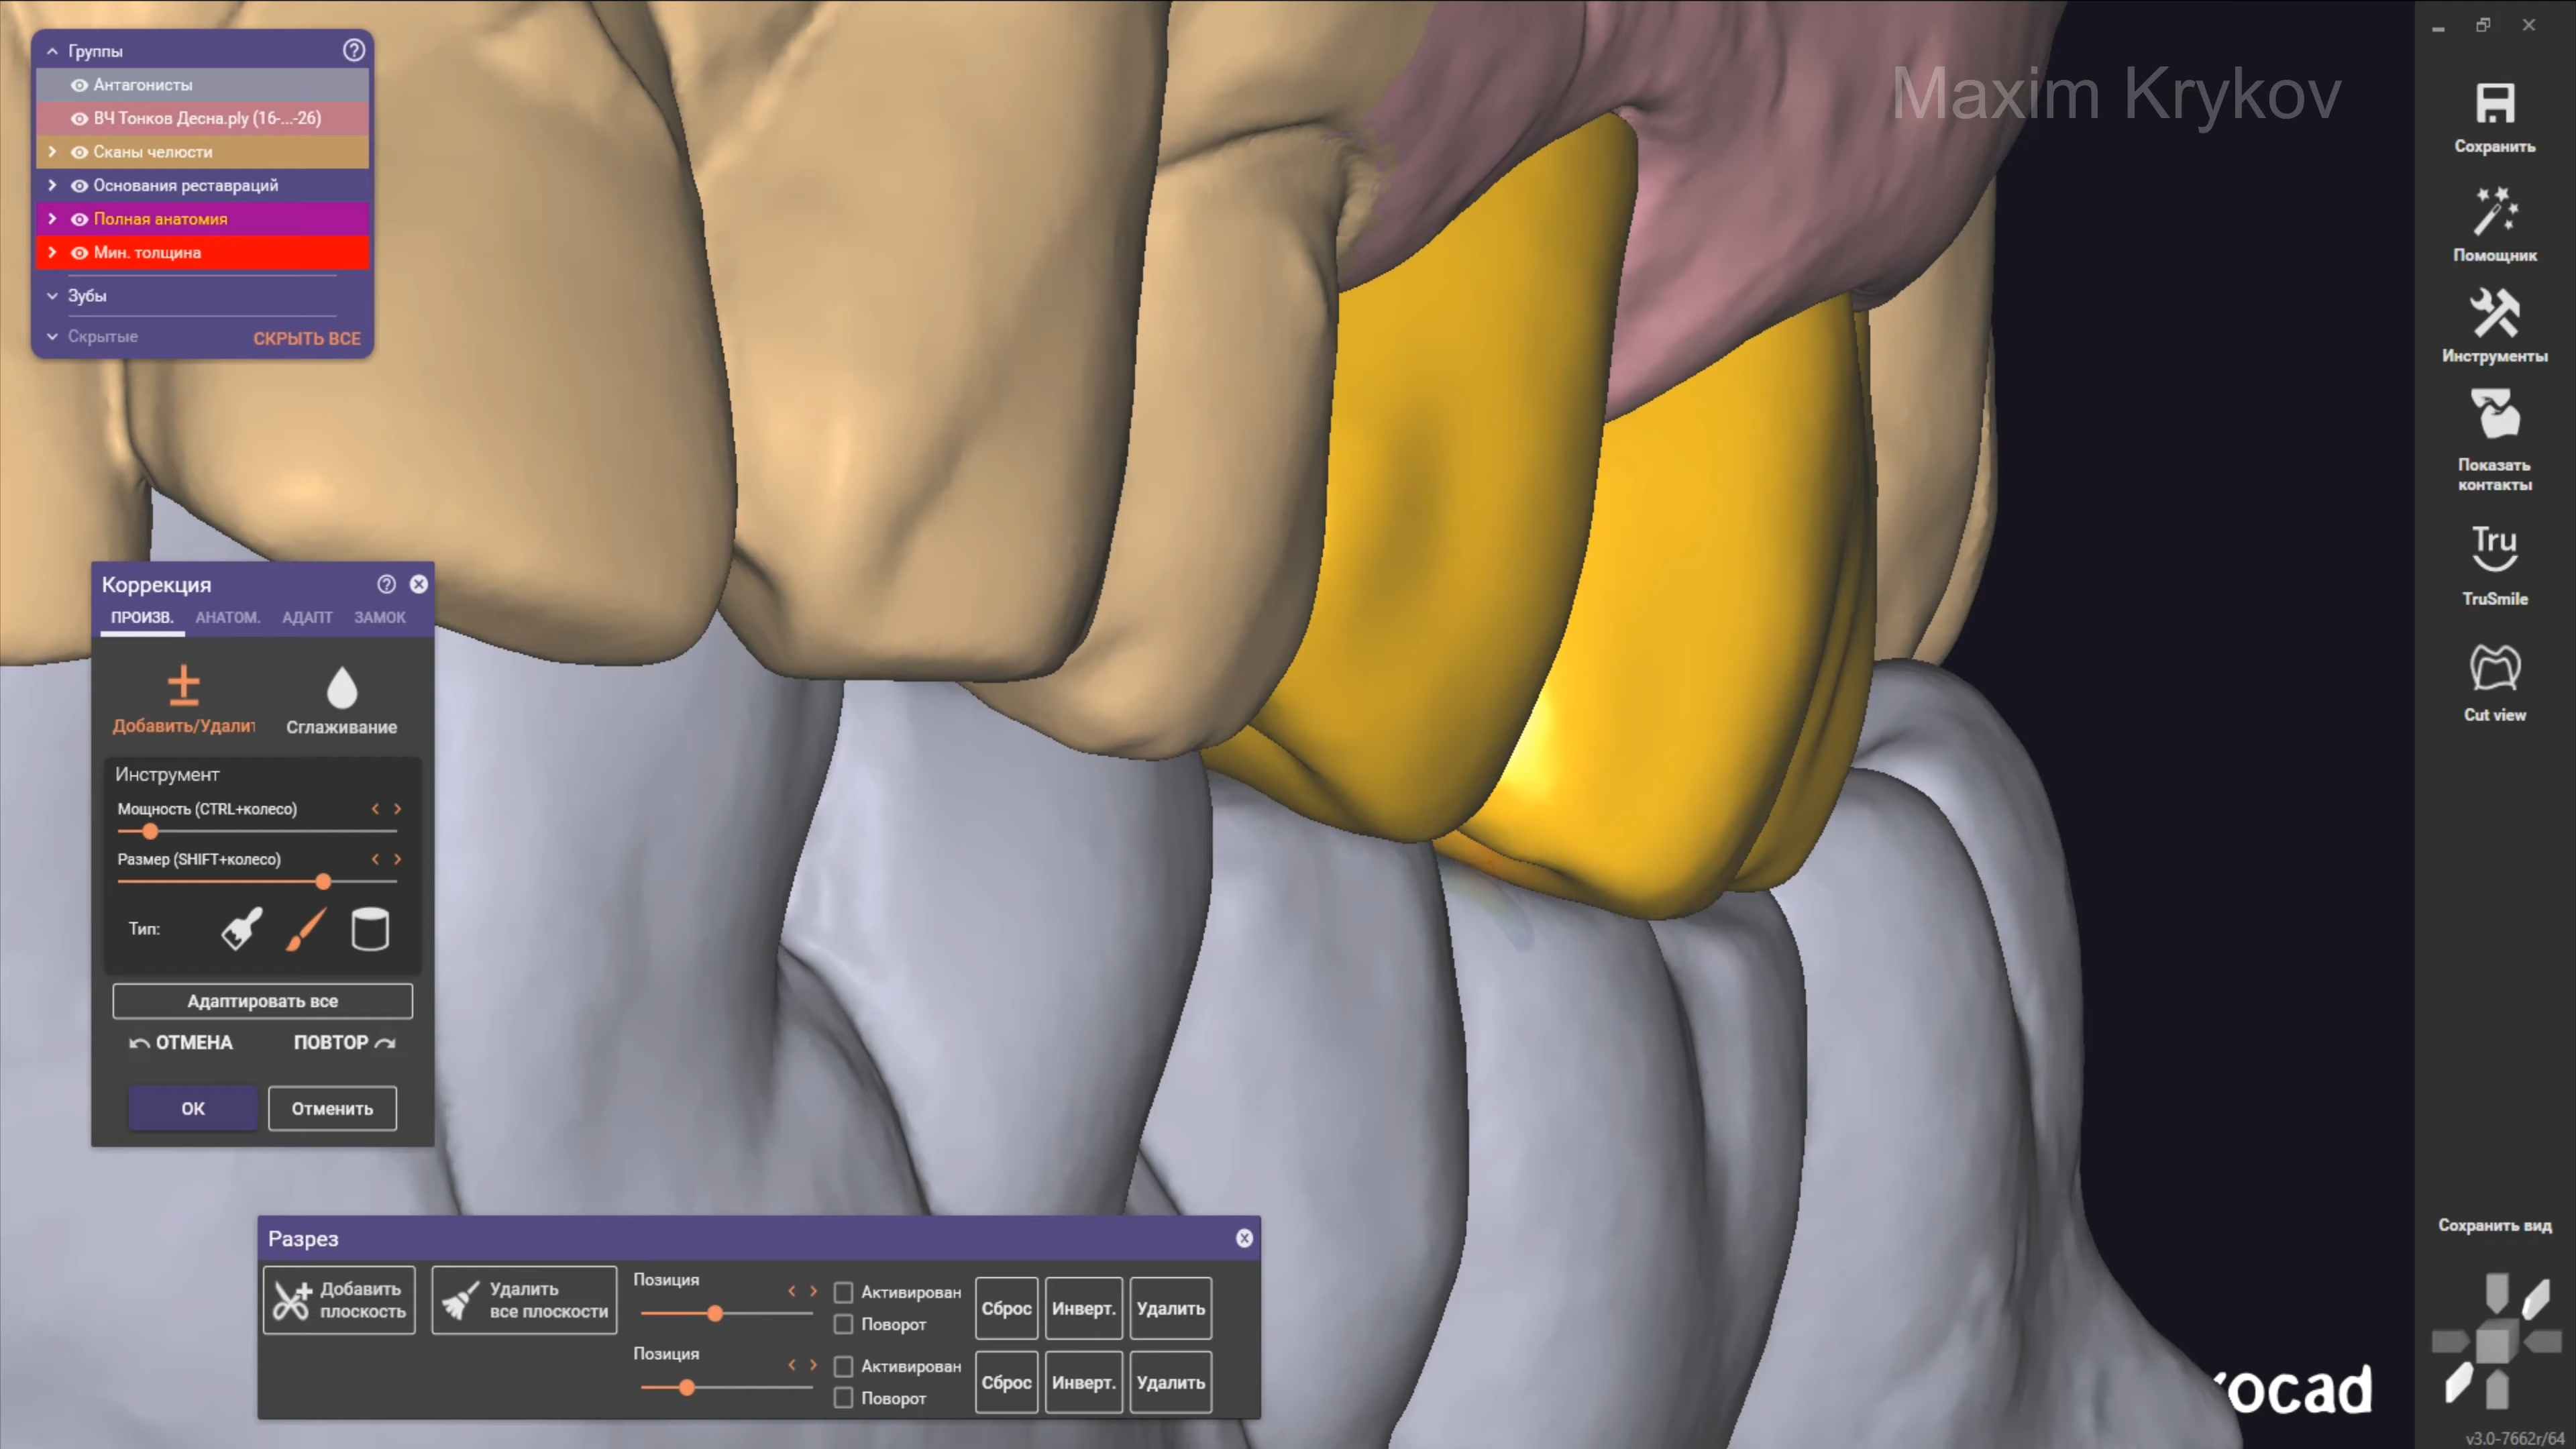 Группы
Антагонисты
ВЧ Тонков Десна.ply (16-...-26)
Сканы челюсти
Основания реставраций
Полная анатомия
Мин. толщина
Зубы
Скрытые СКРЫТЬ ВСЕ
Maxim Krykov
Сохранить
Помощник
Инструменты
Показать
контакты
Tru
TruSmile
Cut view
Коррекция
ПРОИЗВ. АНАТОМ. АДАПТ ЗАМОК
Добавить/Удалит Сглаживание
Инструмент
Мощность (CTRL+колесо)
Размер (SHIFT+колесо)
Тип:
Адаптировать все
ОТМЕНА ПОВТОР
ОК Отменить
Разрез
Добавить
плоскость
Удалить
все плоскости
Позиция
Активирован
Поворот
Сброс Инверт. Удалить
Позиция
Активирован
Поворот
Сброс Инверт. Удалить
Сохранить вид
ocad
v3.0-7662r/64